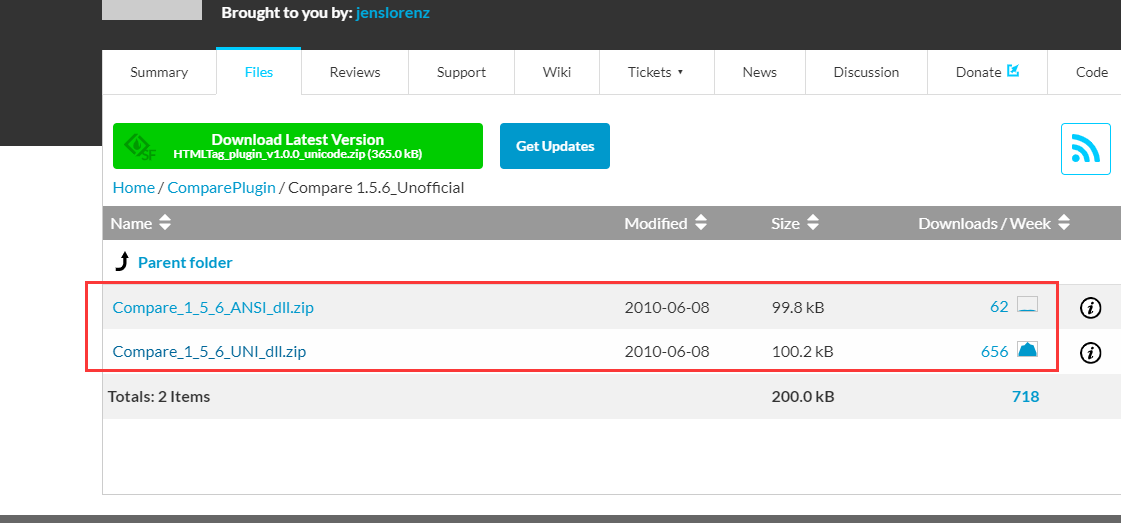 Brought to you by: jenslorenz
Summary Files Reviews Support Wiki Tickets ▾ News Discussion Donate Code
Download Latest Version
HTMLTag_plugin_v1.0.0_unicode.zip (365.0 kB)
SF
Get Updates
Home / ComparePlugin / Compare 1.5.6_Unofficial
Name Modified Size Downloads / Week
Parent folder
Compare_1_5_6_ANSI_dll.zip 2010-06-08 99.8 kB 62 i
Compare_1_5_6_UNI_dll.zip 2010-06-08 100.2 kB 656 i
Totals: 2 Items 200.0 kB 718